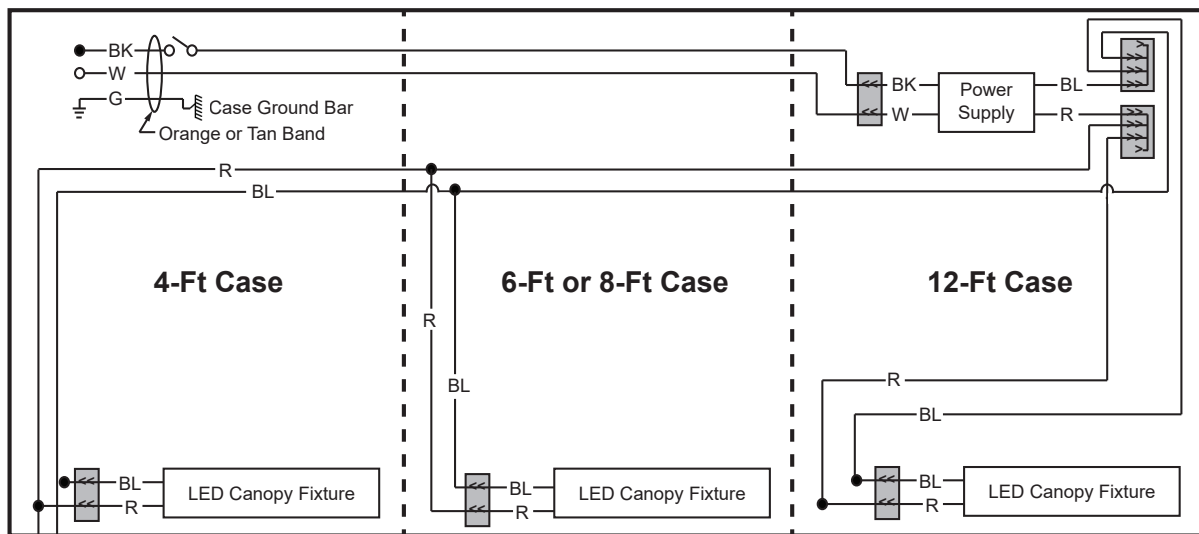 BK
W
G
Case Ground Bar
Orange or Tan Band
BK
W
Power
Supply
BL
R
R
BL
4-Ft Case
6-Ft or 8-Ft Case
12-Ft Case
R
BL
R
BL
BL
R
LED Canopy Fixture
BL
R
LED Canopy Fixture
BL
R
LED Canopy Fixture